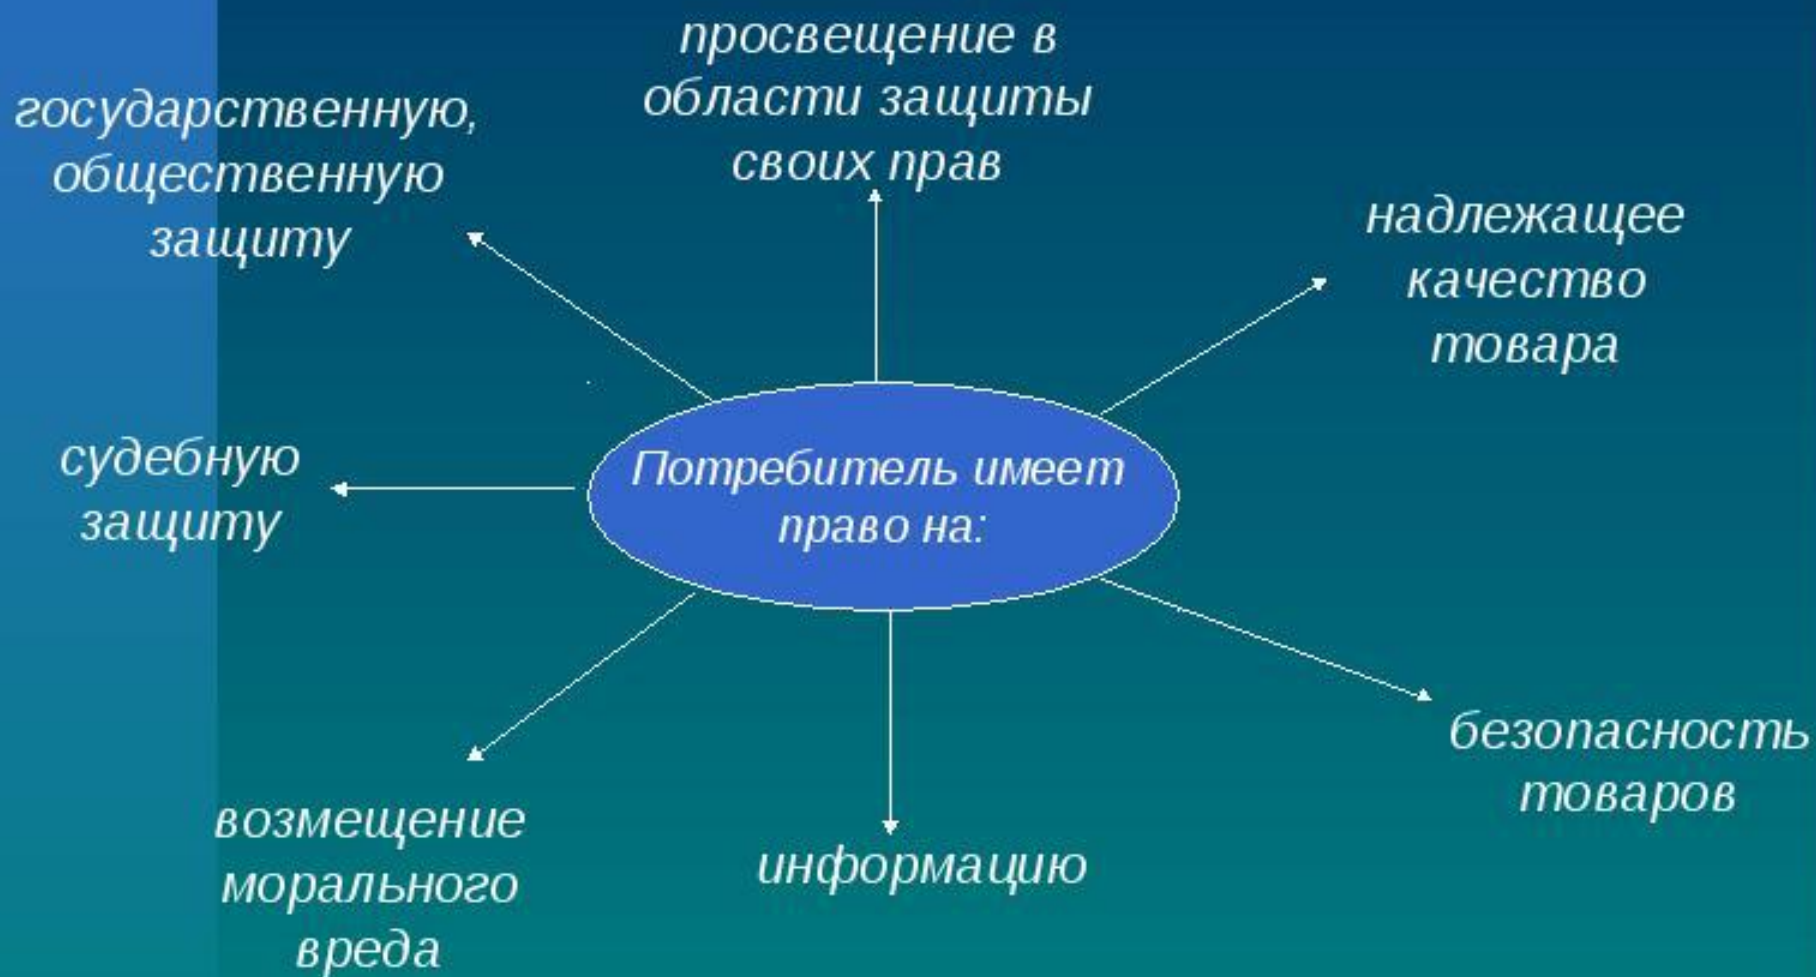 просвещение в
области защиты
своих прав
государственную,
общественную
защиту
надлежащее
качество
товара
судебную
защиту
Потребитель имеет
право на:
безопасность
товаров
возмещение
морального
вреда
информацию